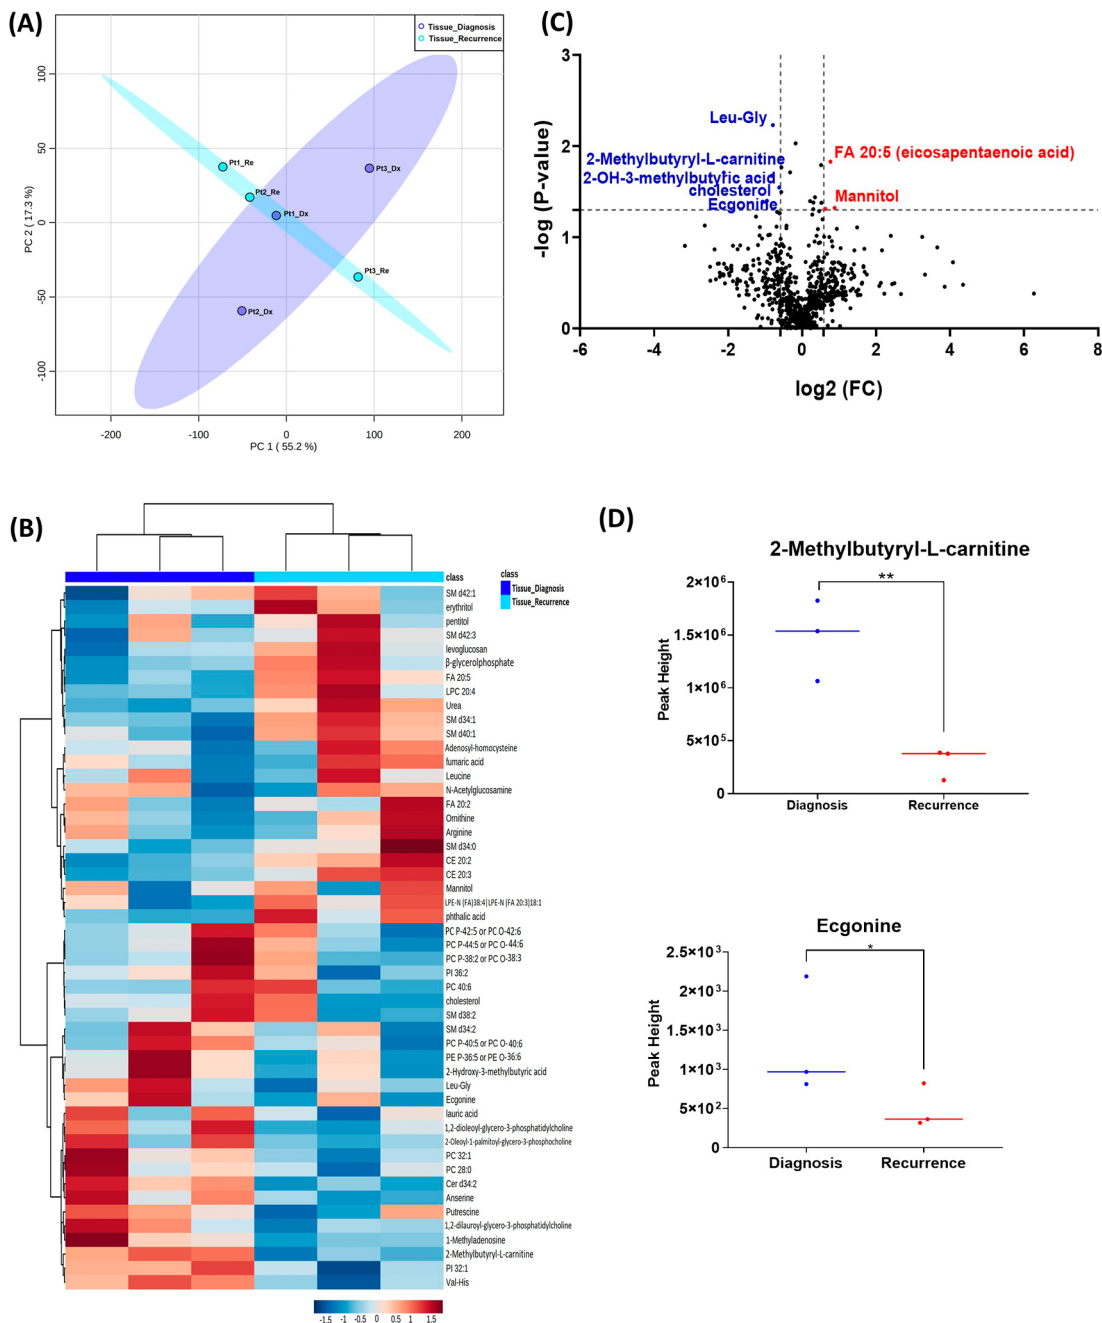 (A)
Tissue_Diagnosis
Tissue_Recurrence
100
50
0
-50
-100
PC 2 ( 17.3 %)
Pt1_Re
Pt2_Re
Pt1_Dx
Pt3_Dx
Pt3_Re
Pt2_Dx
-200
-100
0
100
200
PC 1 ( 55.2 %)
(C)
3
2
1
0
-log (P-value)
Leu-Gly
2-Methylbutyryl-L-carnitine
2-OH-3-methylbutyric acid
cholesterol
Ecgonine
FA 20:5 (eicosapentaenoic acid)
Mannitol
-6
-4
-2
0
2
4
6
8
log2 (FC)
(B)
class
class
Tissue_Diagnosis
Tissue_Recurrence
SM d42:1
erythritol
pentitol
SM d42:3
levoglucosan
β-glycerolphosphate
FA 20:5
LPC 20:4
Urea
SM d34:1
SM d40:1
Adenosyl-homocysteine
fumaric acid
Leucine
N-Acetylglucosamine
FA 20:2
Ornithine
Arginine
SM d34:0
CE 20:2
CE 20:3
Mannitol
LPE-N (FA)38:4| LPE-N (FA 20:3)18:1
phthalic acid
PC P-42:5 or PC O-42:6
PC P-44:5 or PC O-44:6
PC P-38:2 or PC O-38:3
PI 36:2
PC 40:6
cholesterol
SM d38:2
SM d34:2
PC P-40:5 or PC O-40:6
PE P-36:5 or PE O-36:6
2-Hydroxy-3-methylbutyric acid
Leu-Gly
Ecgonine
lauric acid
1,2-dioleoyl-glycero-3-phosphatidylcholine
2-Oleoyl-1-palmitoyl-glycero-3-phosphocholine
PC 32:1
PC 28:0
Cer d34:2
Anserine
Putrescine
1,2-dilauroyl-glycero-3-phosphatidylcholine
1-Methyladenosine
2-Methylbutyryl-L-carnitine
PI 32:1
Val-His
-1.5 -1 -0.5 0 0.5 1 1.5
(D)
2-Methylbutyryl-L-carnitine
**
2×10⁶
1.5×10⁶
1×10⁶
5×10⁵
0
Peak Height
Diagnosis
Recurrence
Ecgonine
*
2.5×10³
2×10³
1.5×10³
1×10³
5×10²
0
Peak Height
Diagnosis
Recurrence